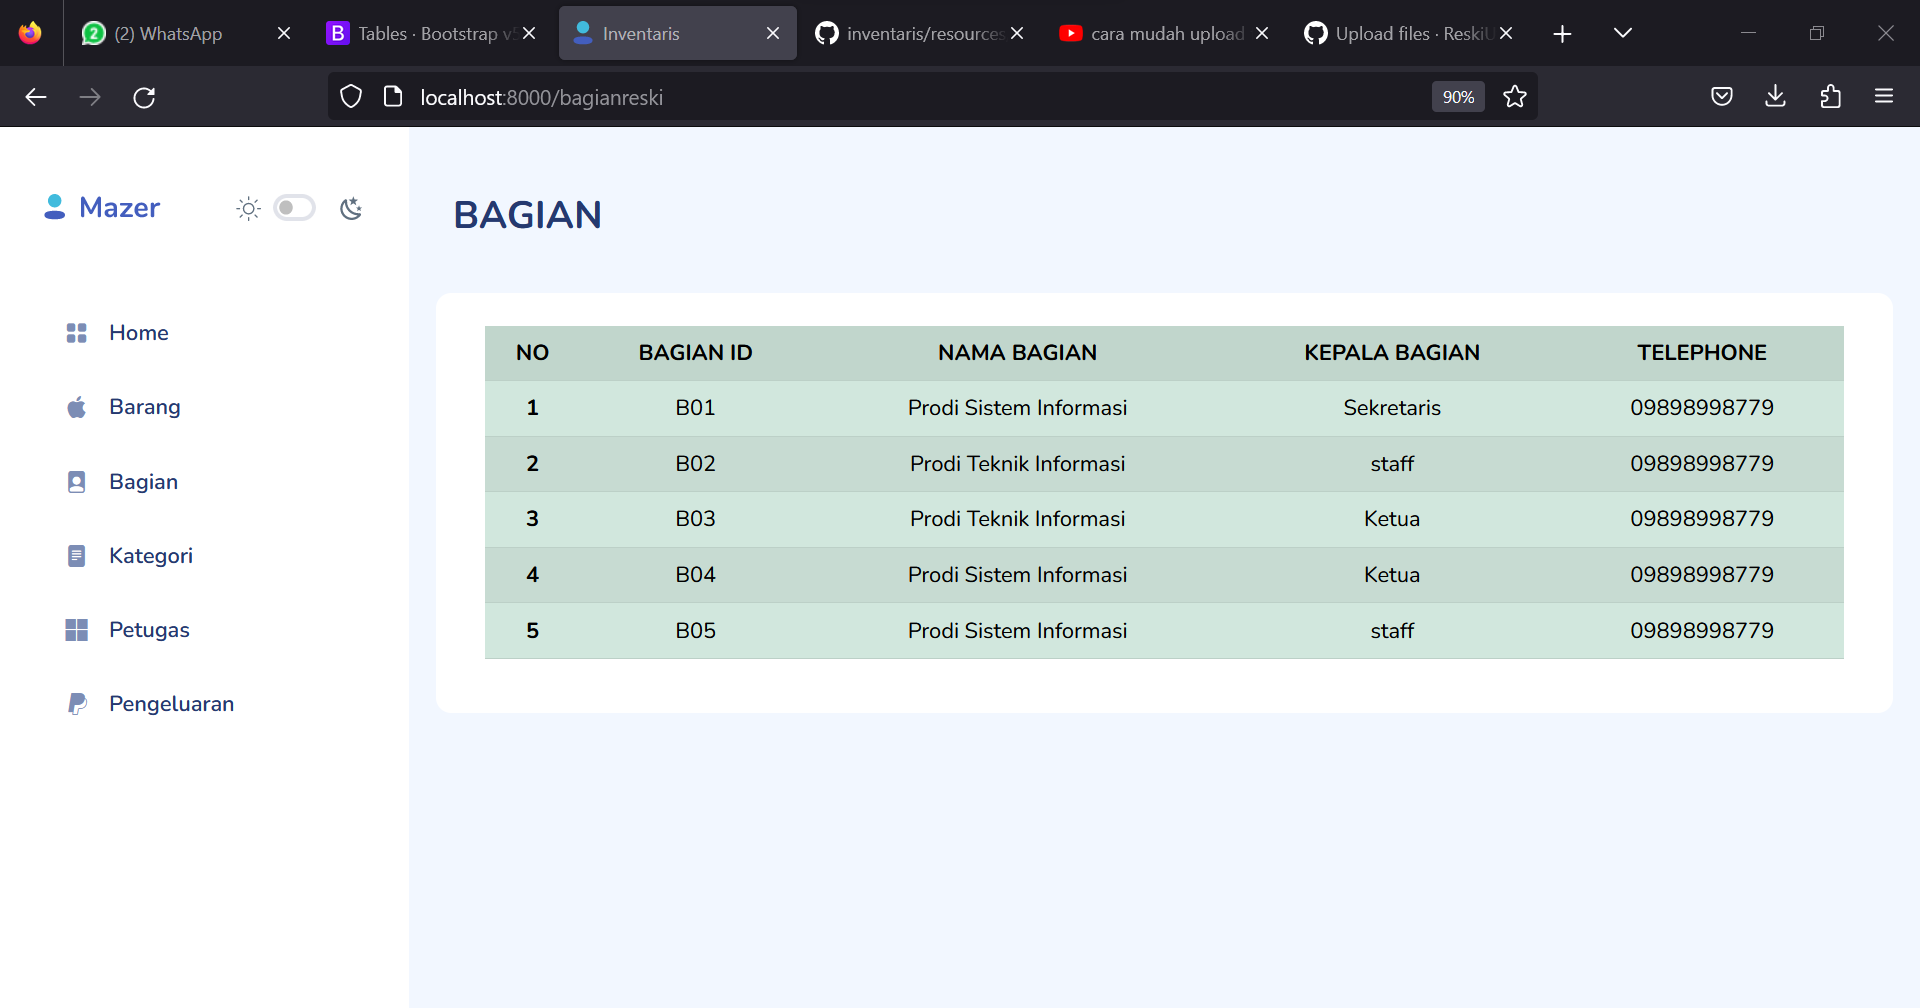 (2) WhatsApp
Tables · Bootstrap v5
Inventaris
inventaris/resources
cara mudah upload
Upload files · ReskiU
localhost:8000/bagianreski
90%
Mazer
Home
Barang
Bagian
Kategori
Petugas
Pengeluaran
BAGIAN
NO BAGIAN ID NAMA BAGIAN KEPALA BAGIAN TELEPHONE
1 B01 Prodi Sistem Informasi Sekretaris 09898998779
2 B02 Prodi Teknik Informasi staff 09898998779
3 B03 Prodi Teknik Informasi Ketua 09898998779
4 B04 Prodi Sistem Informasi Ketua 09898998779
5 B05 Prodi Sistem Informasi staff 09898998779